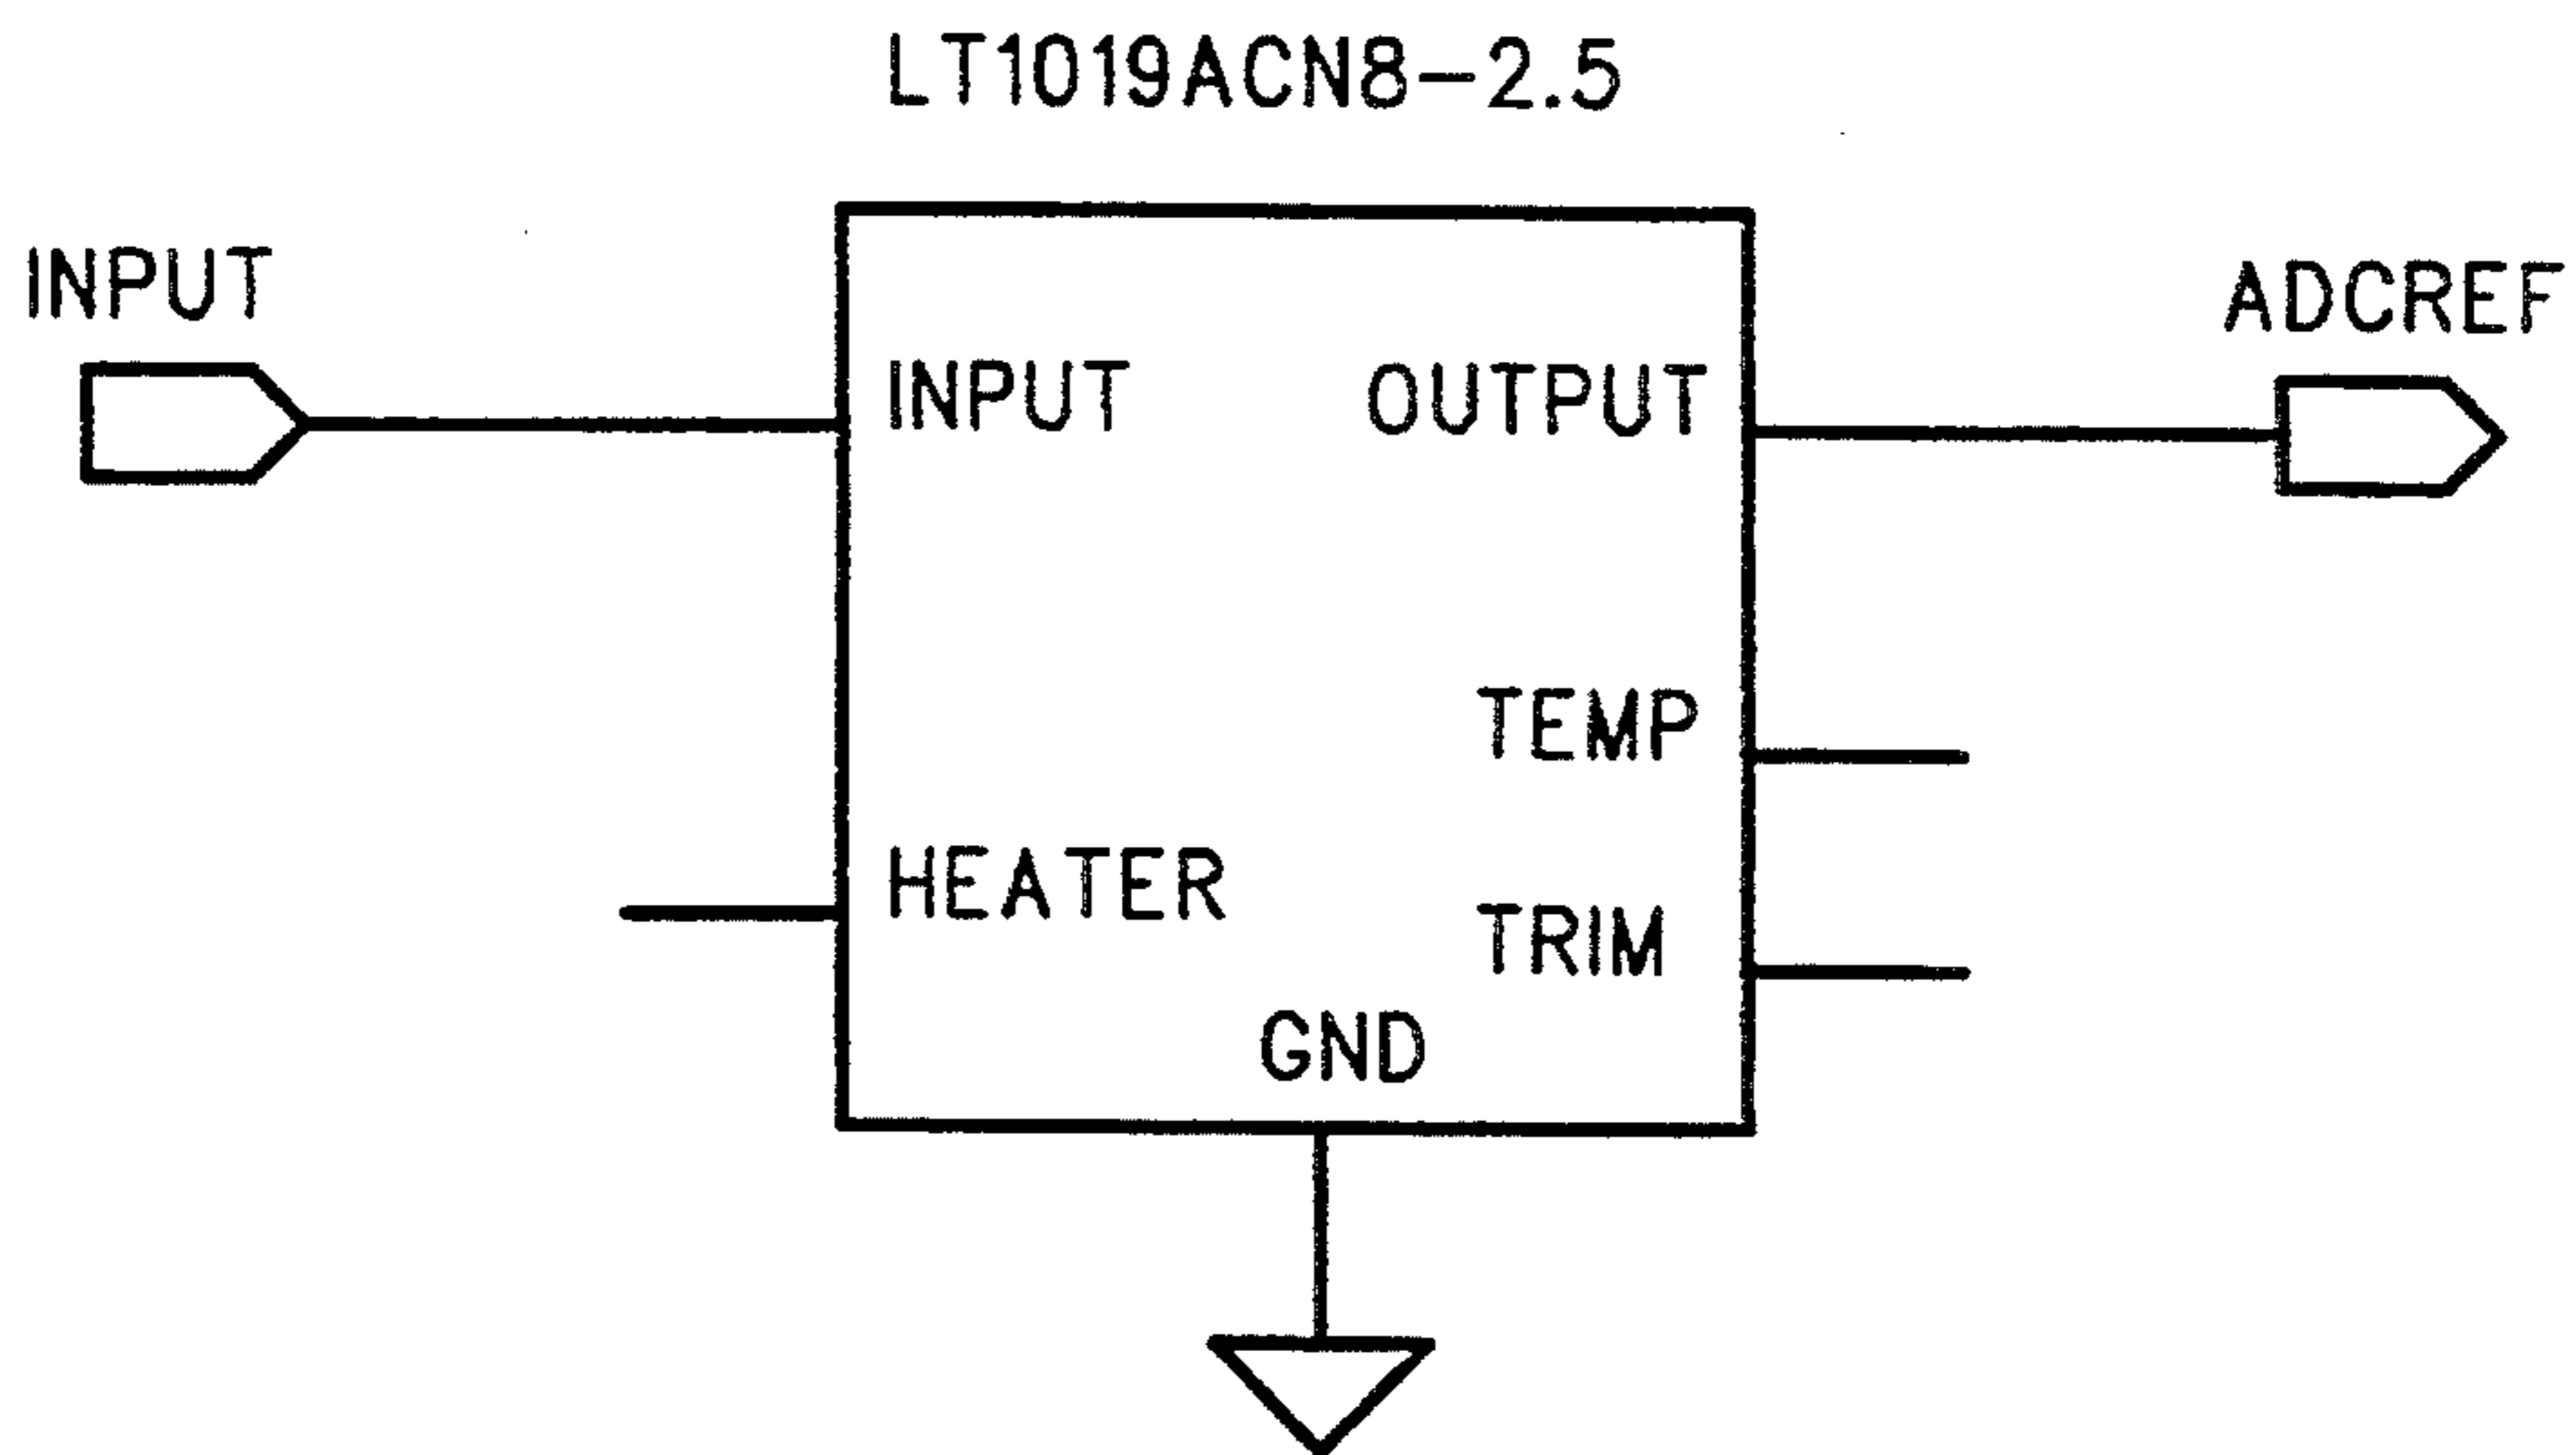 LT1019ACN8-2.5
INPUT
ADCREF
INPUT
OUTPUT
TEMP
HEATER
TRIM
GND